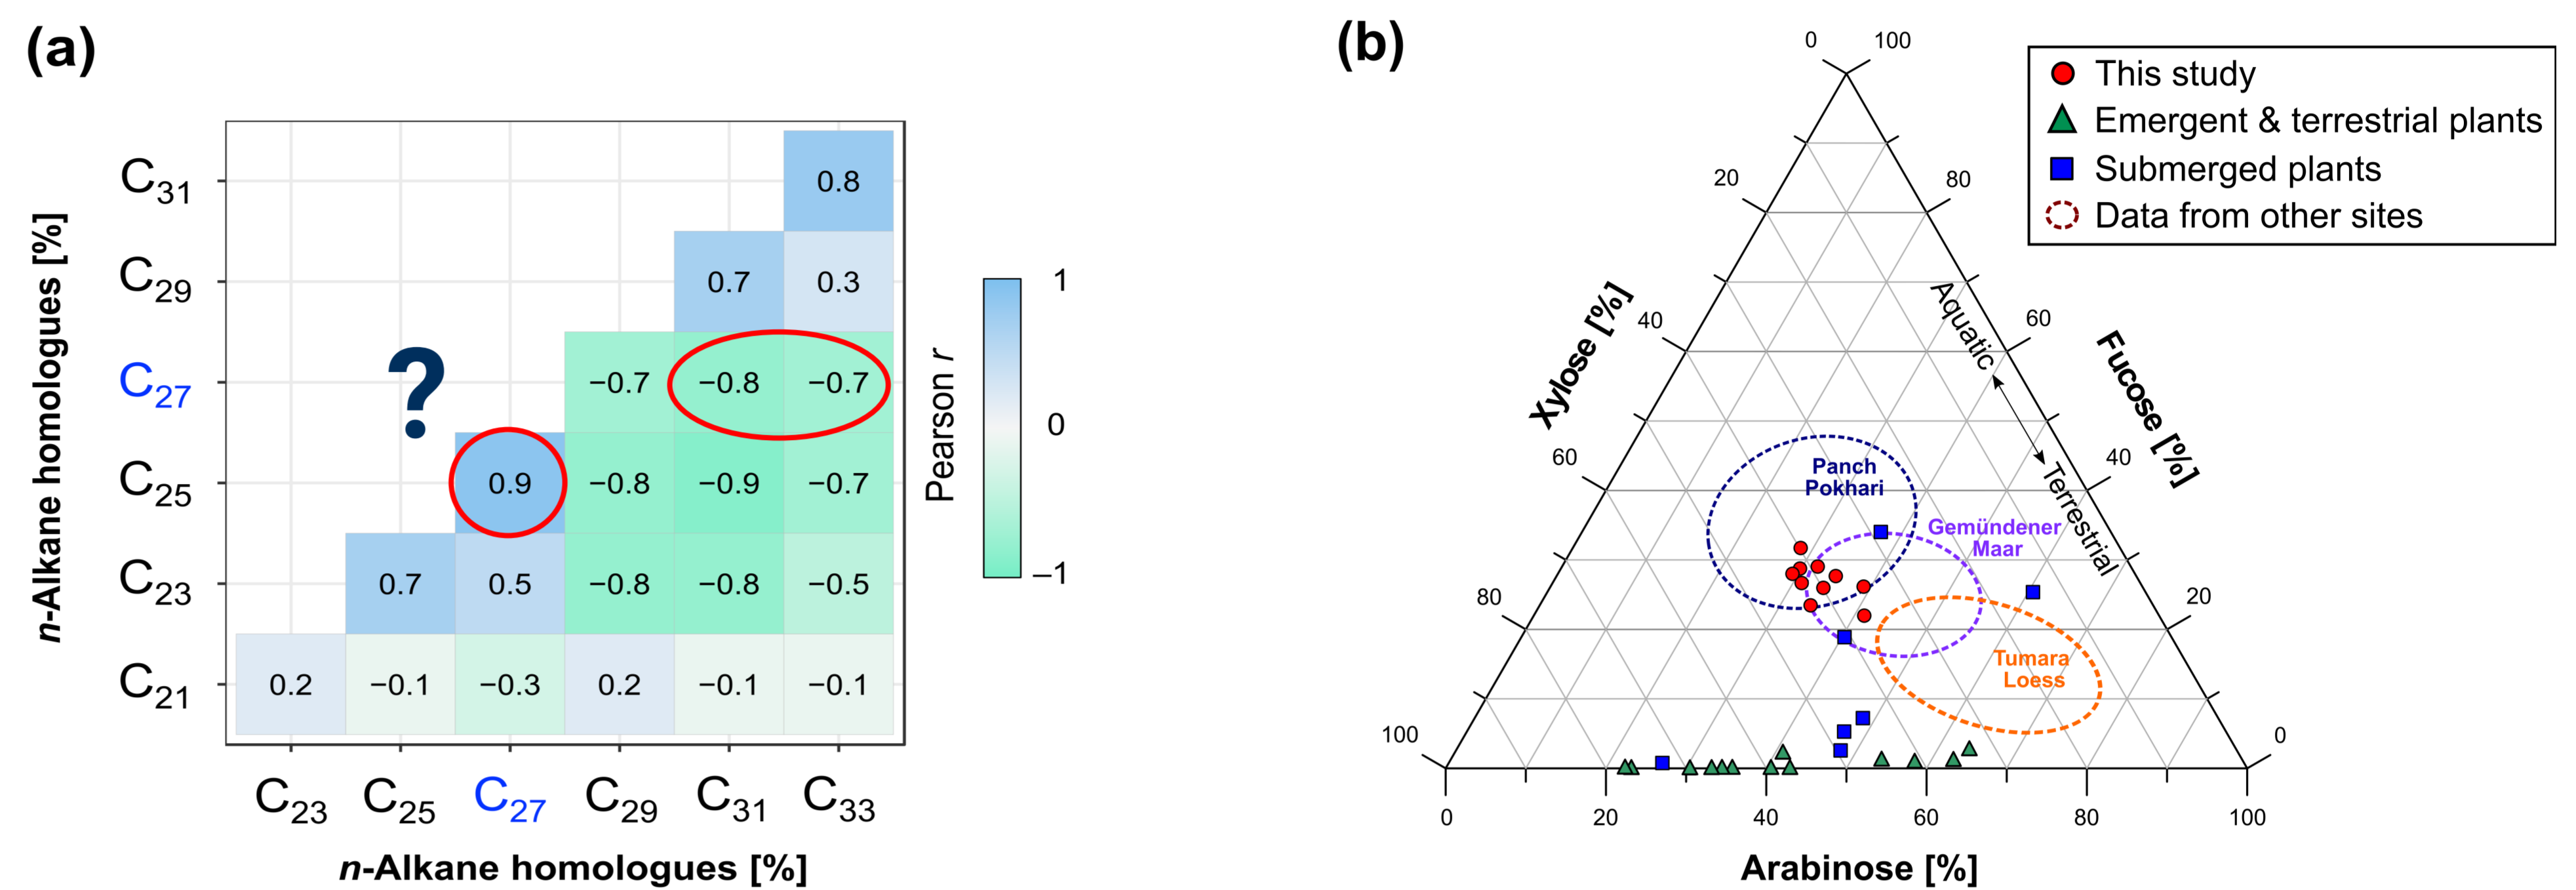 (a)
n-Alkane homologues [%]
C31
C29
C27
C25
C23
C21
0.8
0.7 0.3
−0.7 −0.8 −0.7
?
0.9 −0.8 −0.9 −0.7
0.7 0.5 −0.8 −0.8 −0.5
0.2 −0.1 −0.3 0.2 −0.1 −0.1
C23 C25 C27 C29 C31 C33
n-Alkane homologues [%]
Pearson r
1
0
−1
(b)
This study
Emergent & terrestrial plants
Submerged plants
Data from other sites
0
20
40
60
80
100
Xylose [%]
100
80
60
40
20
0
Fucose [%]
Aquatic
Terrestrial
Panch
Pokhari
Gemündener
Maar
Tumara
Loess
0 20 40 60 80 100
Arabinose [%]